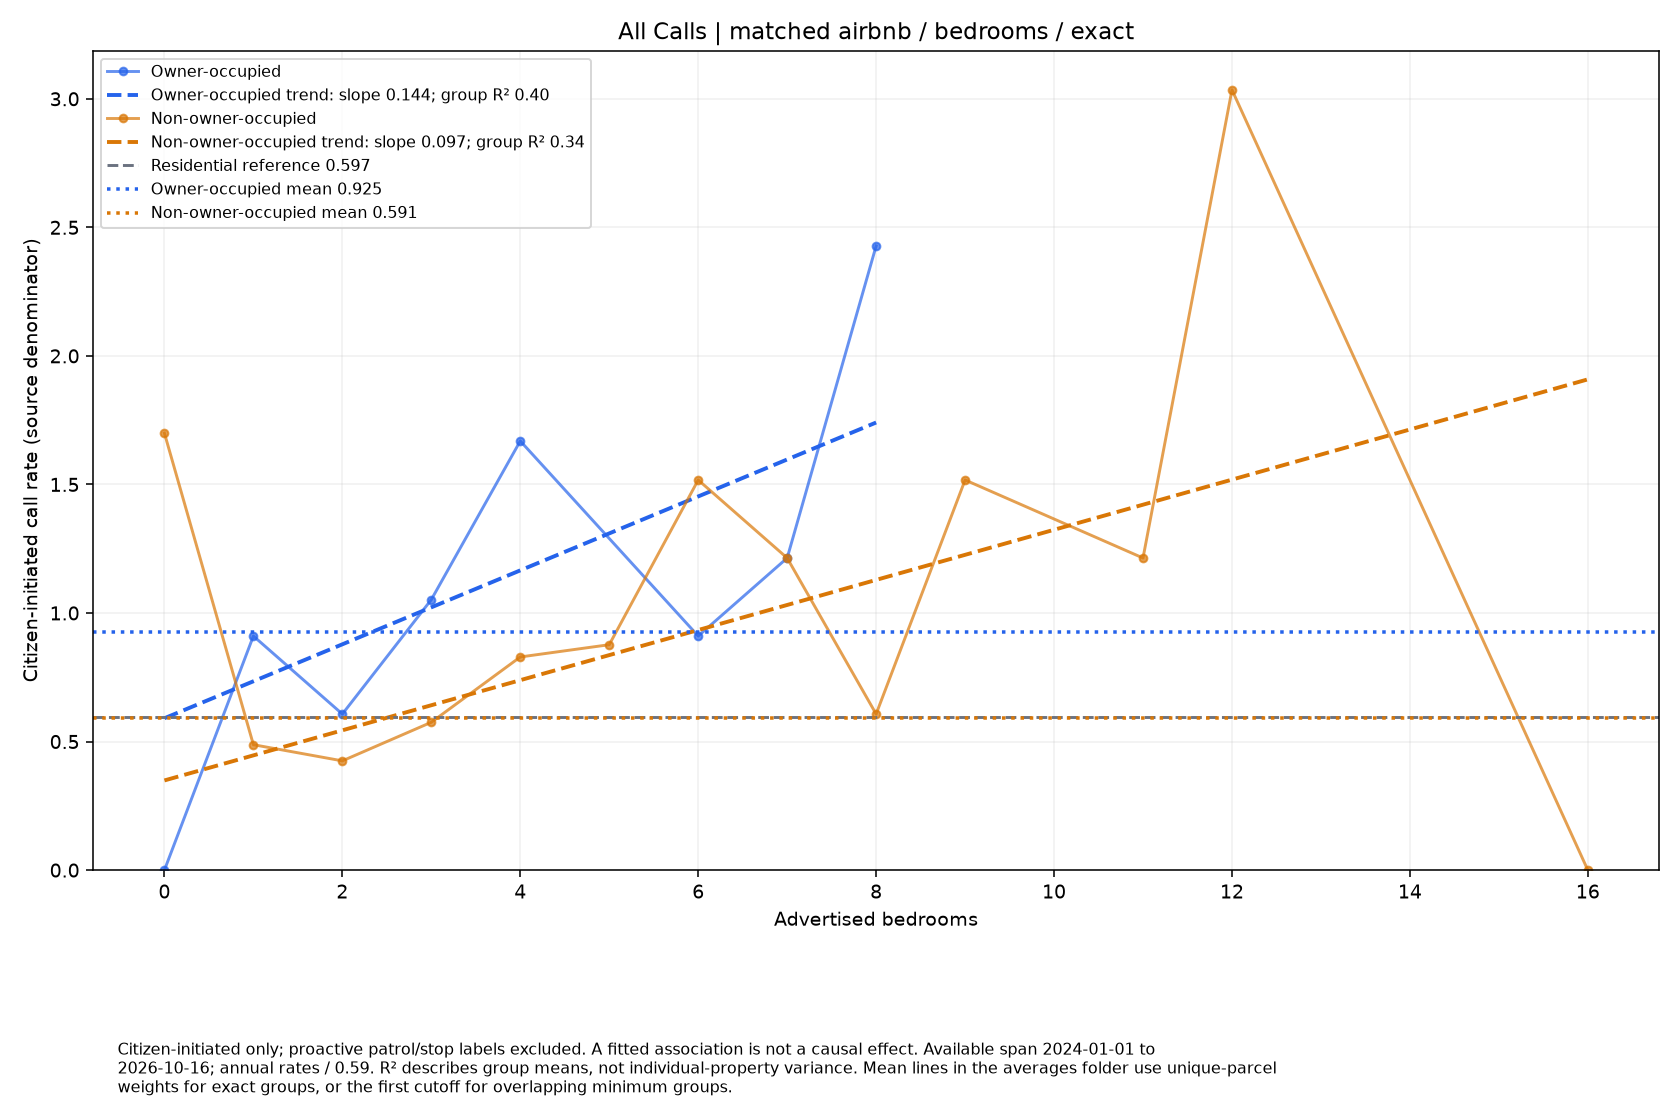 All Calls | matched airbnb / bedrooms / exact
Owner-occupied
Owner-occupied trend: slope 0.144; group R² 0.40
Non-owner-occupied
Non-owner-occupied trend: slope 0.097; group R² 0.34
Residential reference 0.597
Owner-occupied mean 0.925
Non-owner-occupied mean 0.591
Citizen-initiated call rate (source denominator)
3.0
2.5
2.0
1.5
1.0
0.5
0.0
0 2 4 6 8 10 12 14 16
Advertised bedrooms
Citizen-initiated only; proactive patrol/stop labels excluded. A fitted association is not a causal effect. Available span 2024-01-01 to
2026-10-16; annual rates / 0.59. R² describes group means, not individual-property variance. Mean lines in the averages folder use unique-parcel
weights for exact groups, or the first cutoff for overlapping minimum groups.